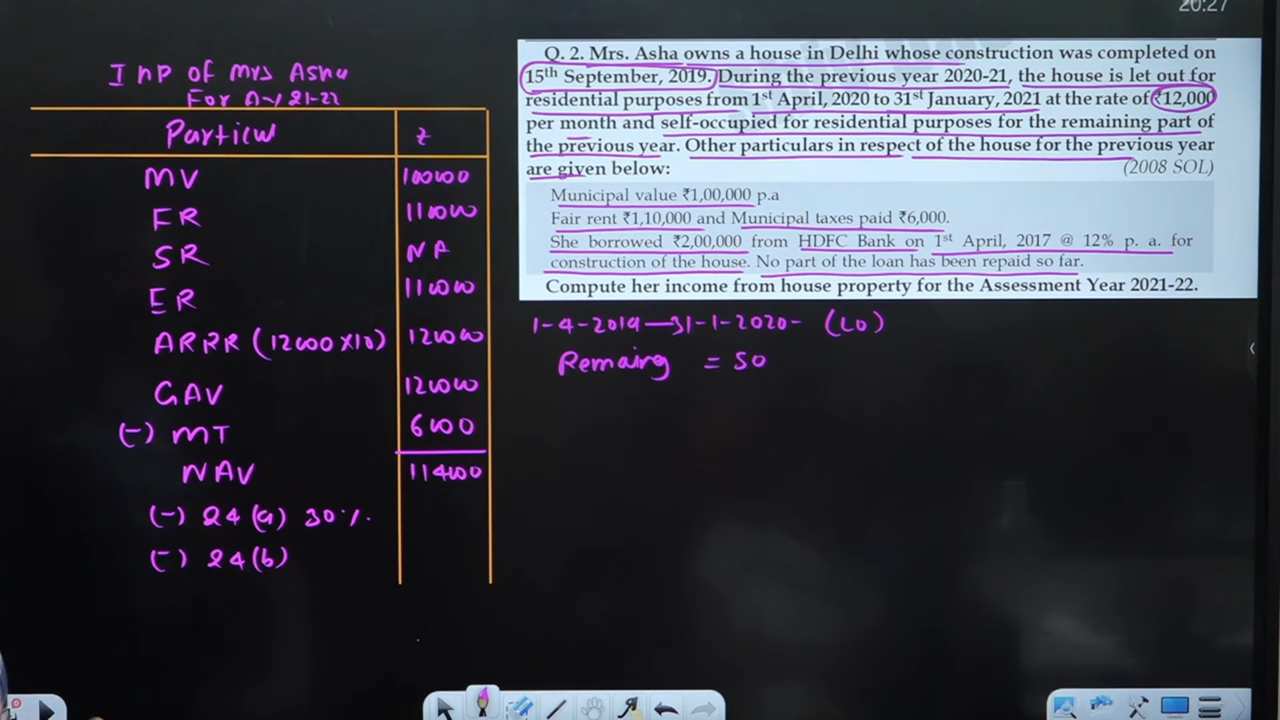 20:27
I HP of Mrs Asha
For A-Y 21-22
Particul ₹
MV 100000
FR 110000
SR NA
ER 110000
ARRR (12000 X10) 120000
GAV 120000
(-) MT 6000
NAV 114000
(-) 24 (a) 30%.
(-) 24 (b)
Q. 2. Mrs. Asha owns a house in Delhi whose construction was completed on
15th September, 2019. During the previous year 2020-21, the house is let out for
residential purposes from 1st April, 2020 to 31st January, 2021 at the rate of ₹12,000
per month and self-occupied for residential purposes for the remaining part of
the previous year. Other particulars in respect of the house for the previous year
are given below: (2008 SOL)
Municipal value ₹1,00,000 p.a
Fair rent ₹1,10,000 and Municipal taxes paid ₹6,000.
She borrowed ₹2,00,000 from HDFC Bank on 1st April, 2017 @ 12% p. a. for
construction of the house. No part of the loan has been repaid so far.
Compute her income from house property for the Assessment Year 2021-22.
1-4-2019—31-1-2020- (LO)
Remaing = SO